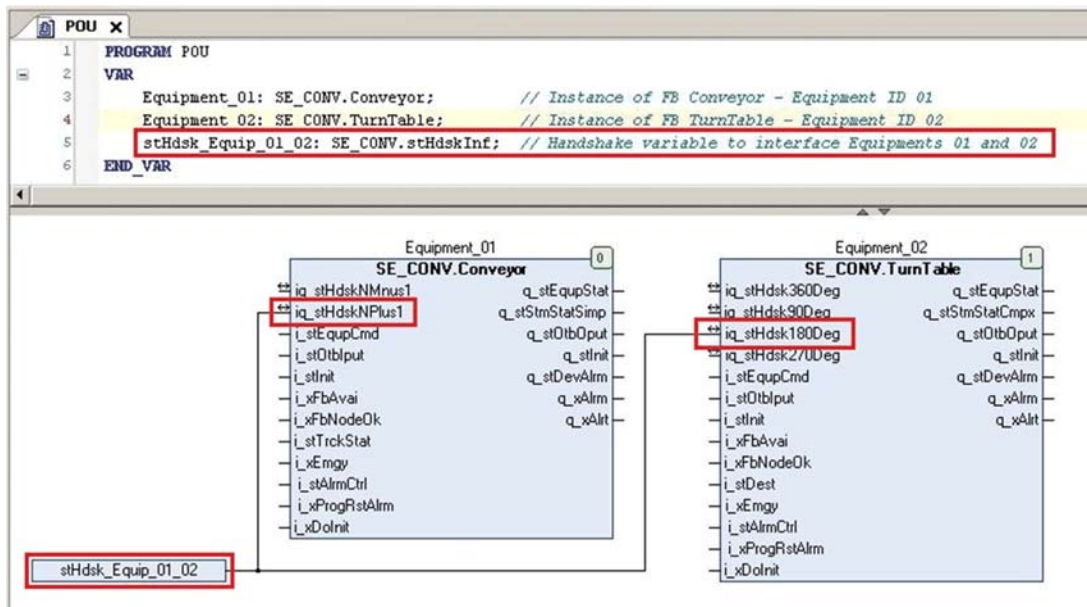 POU X
1 PROGRAM POU
2 VAR
3 Equipment_01: SE_CONV.Conveyor; // Instance of FB Conveyor - Equipment ID 01
4 Equipment_02: SE_CONV.TurnTable; // Instance of FB TurnTable - Equipment ID 02
5 stHdsk_Equip_01_02: SE_CONV.stHdskInf; // Handshake variable to interface Equipments 01 and 02
6 END_VAR
Equipment_01
0
SE_CONV.Conveyor
iq_stHdskNMnus1 q_stEqupStat
iq_stHdskNPlus1 q_stStmStatSimp
i_stEqupCmd q_stOtbOput
i_stOtbIput q_stInit
i_stInit q_stDevAlrm
i_xFbAvai q_xAlrm
i_xFbNodeOk q_xAlrt
i_stTrckStat
i_xEmgy
i_stAlrmCtrl
i_xProgRstAlrm
i_xDoInit
Equipment_02
1
SE_CONV.TurnTable
iq_stHdsk360Deg q_stEqupStat
iq_stHdsk90Deg q_stStmStatCmpx
iq_stHdsk180Deg q_stOtbOput
iq_stHdsk270Deg q_stInit
i_stEqupCmd q_stDevAlrm
i_stOtbIput q_xAlrm
i_stInit q_xAlrt
i_xFbAvai
i_xFbNodeOk
i_stDest
i_xEmgy
i_stAlrmCtrl
i_xProgRstAlrm
i_xDoInit
stHdsk_Equip_01_02